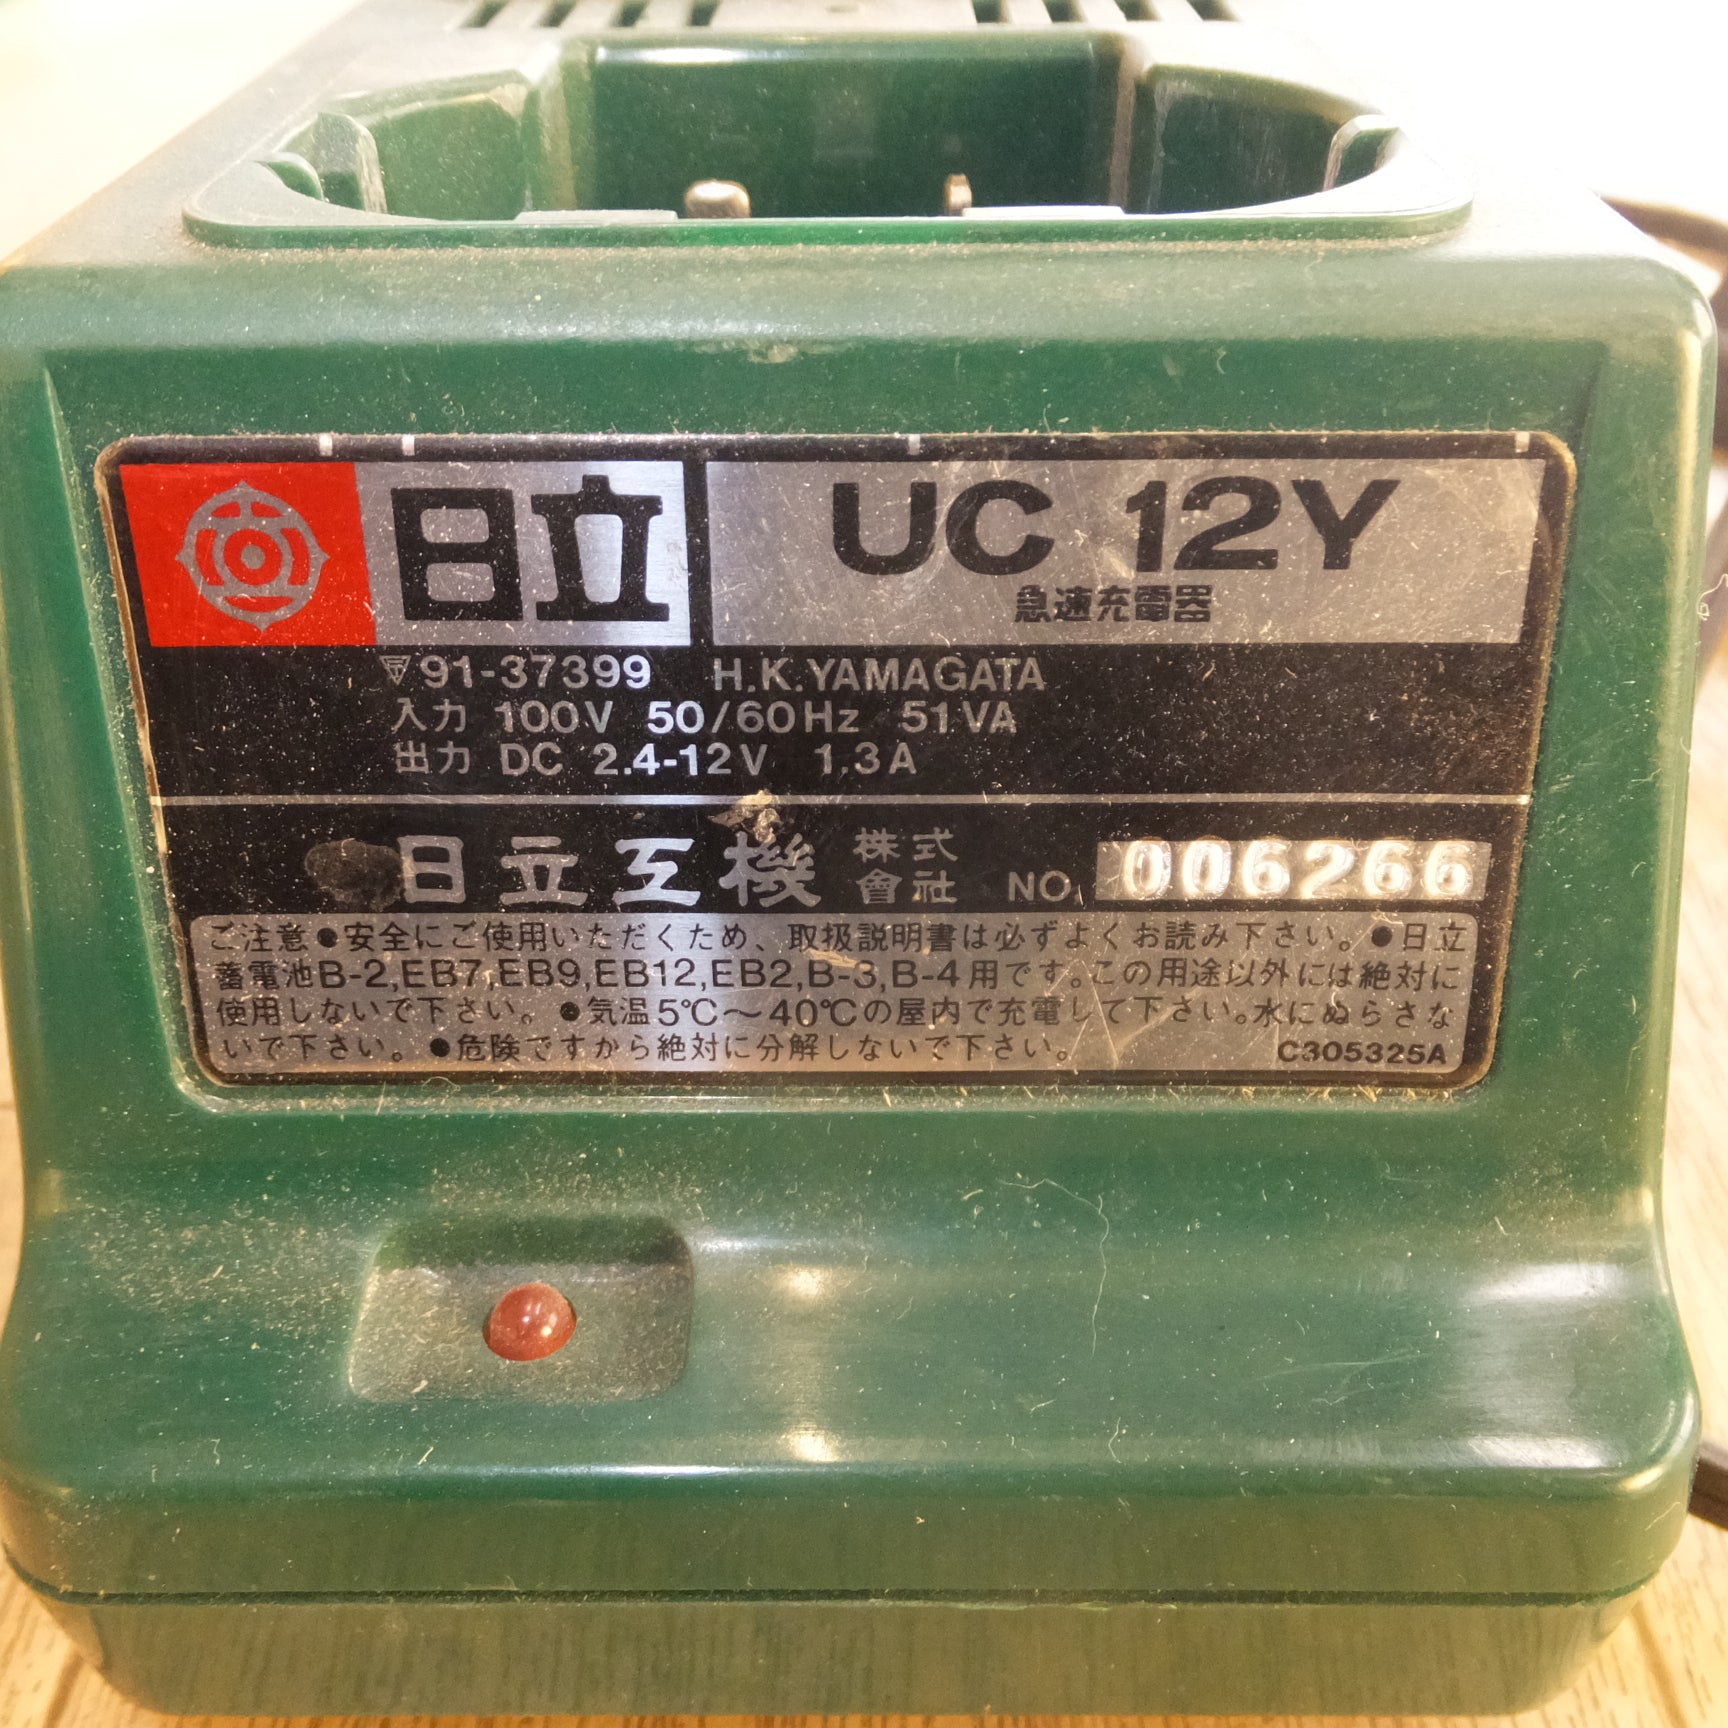 日立
UC 12Y
急速充電器
〒91-37399 H.K.YAMAGATA
入力 100V 50/60Hz 51VA
出力 DC 2.4-12V 1.3A
日立工機 株式會社 NO. 006266
ご注意●安全にご使用いただくため、取扱説明書は必ずよくお読み下さい。●日立
蓄電池B-2,EB7,EB9,EB12,EB2,B-3,B-4用です。この用途以外には絶対に
使用しないで下さい。●気温5℃～40℃の屋内で充電して下さい。水にぬらさな
いで下さい。●危険ですから絶対に分解しないで下さい。 C305325A